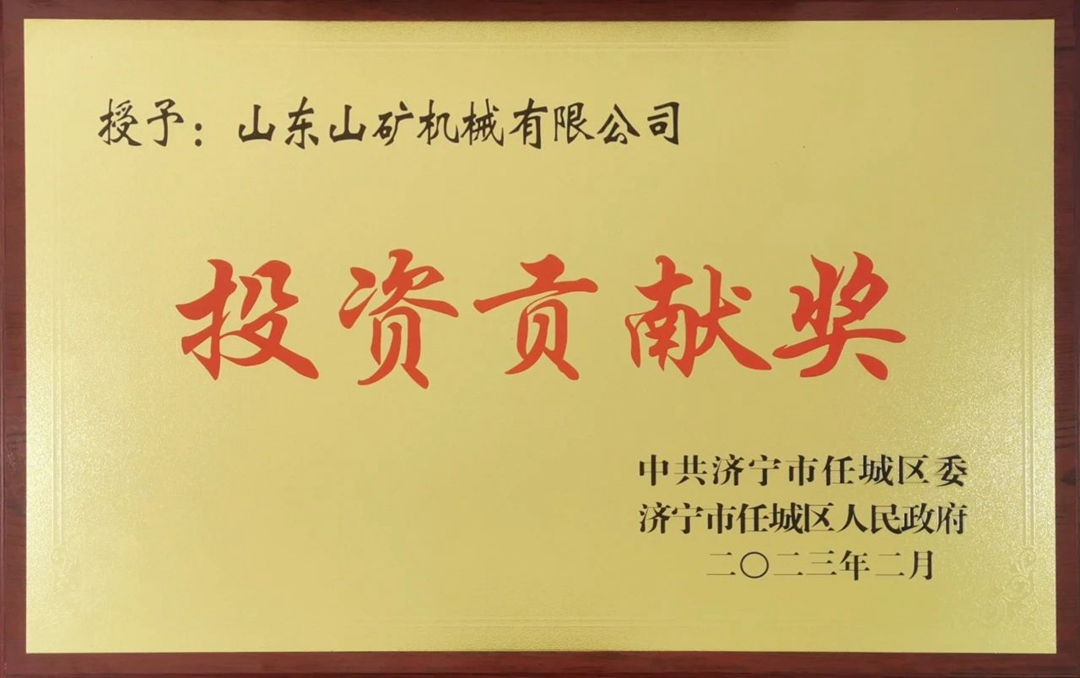 授予：山东山矿机械有限公司
投资贡献奖
中共济宁市任城区委
济宁市任城区人民政府
二〇二三年二月